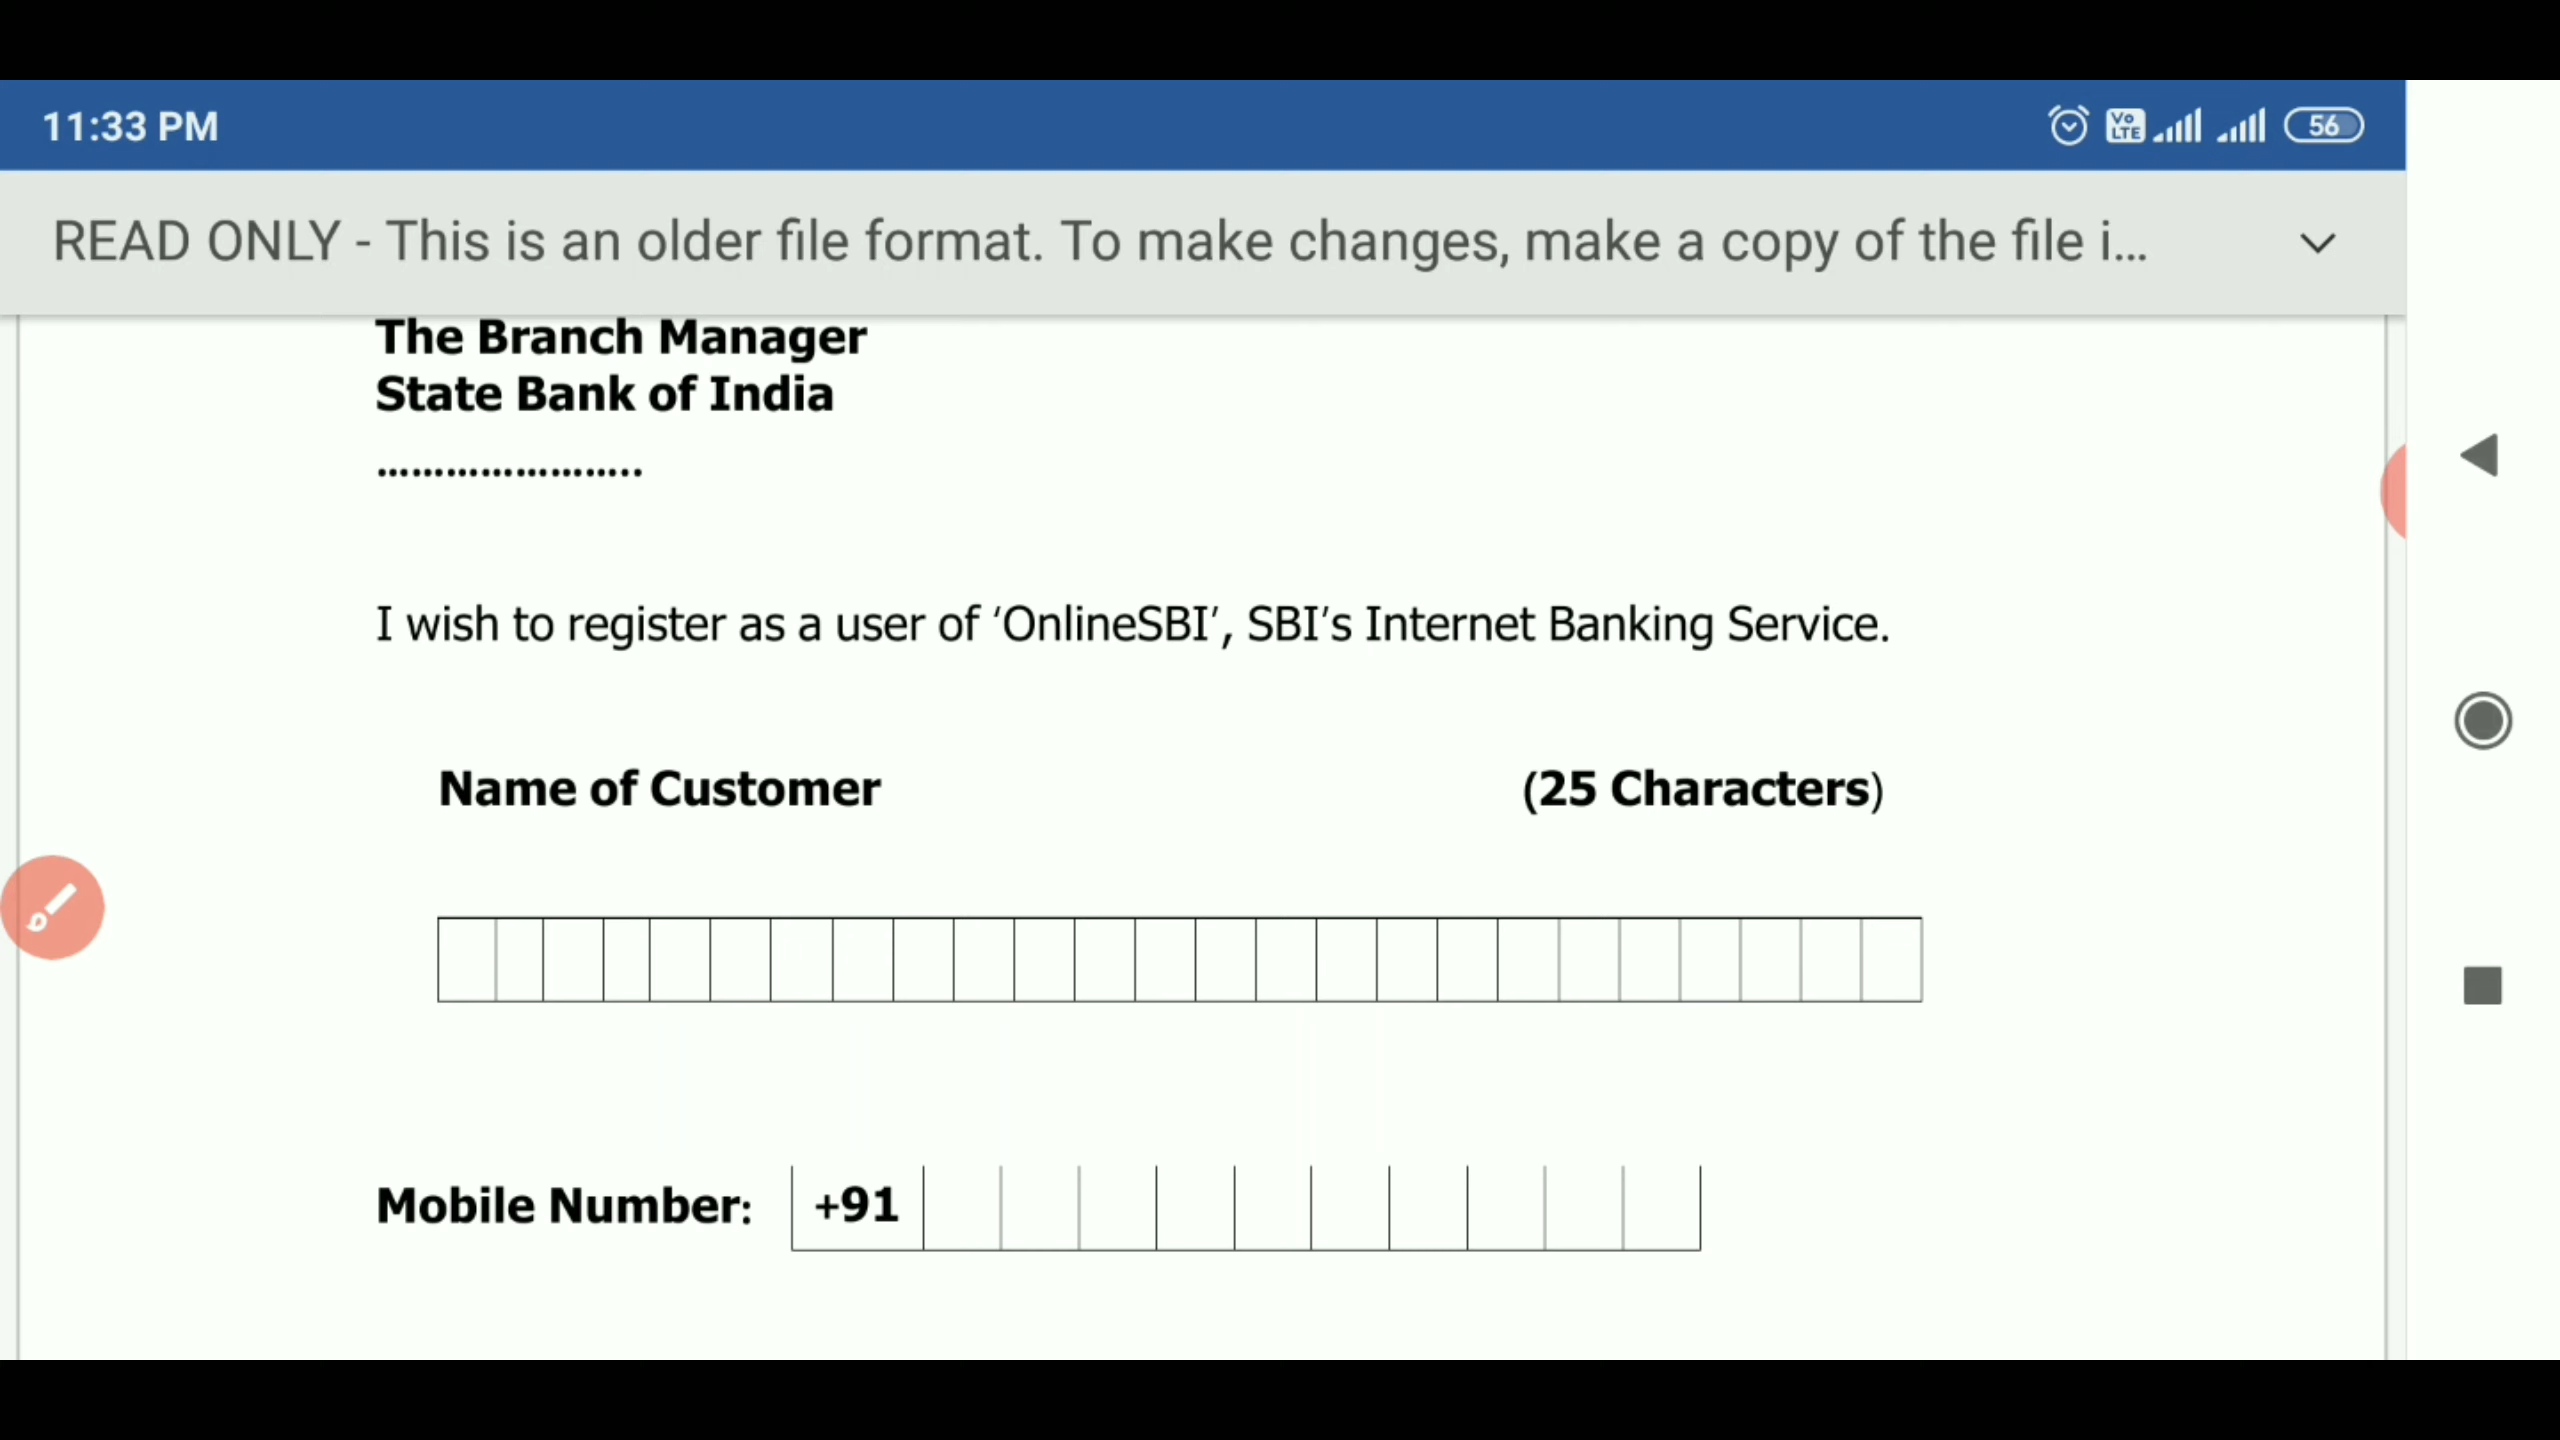 11:33 PM
Vo LTE
56
READ ONLY - This is an older file format. To make changes, make a copy of the file i...
The Branch Manager
State Bank of India
.......................
I wish to register as a user of ‘OnlineSBI’, SBI’s Internet Banking Service.
Name of Customer (25 Characters)
Mobile Number: +91